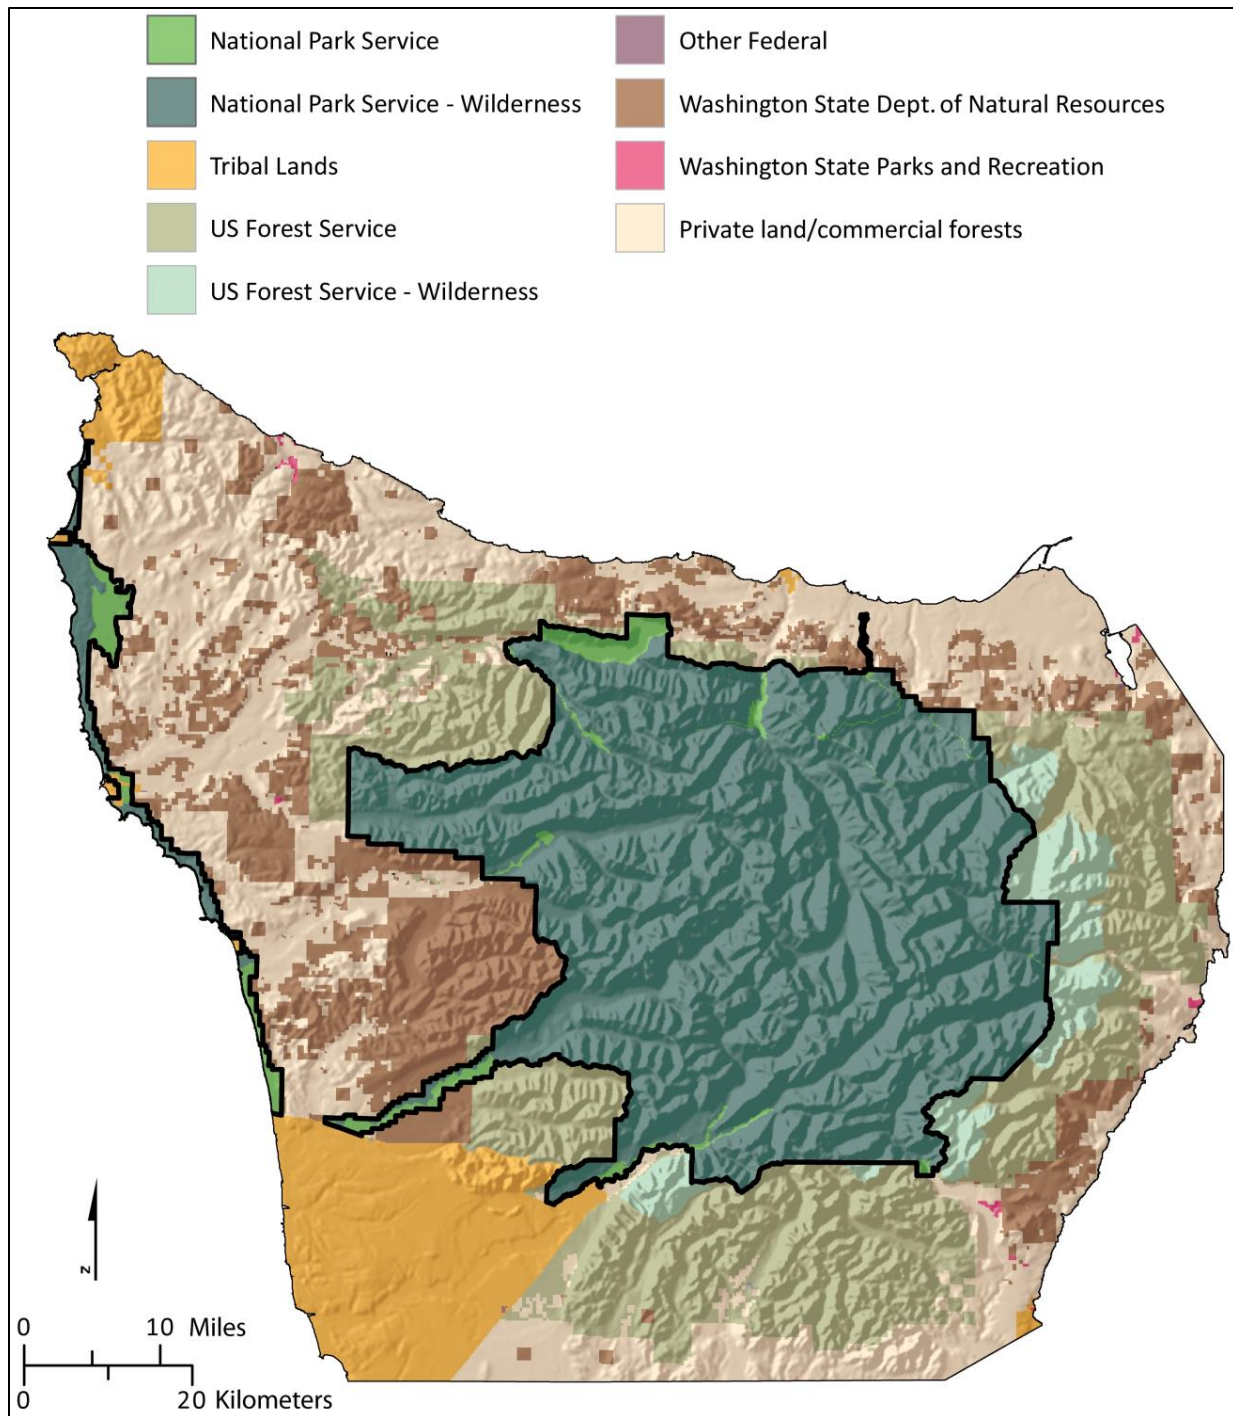 National Park Service
National Park Service - Wilderness
Tribal Lands
US Forest Service
US Forest Service - Wilderness
Other Federal
Washington State Dept. of Natural Resources
Washington State Parks and Recreation
Private land/commercial forests
N
0 10 Miles
0 20 Kilometers